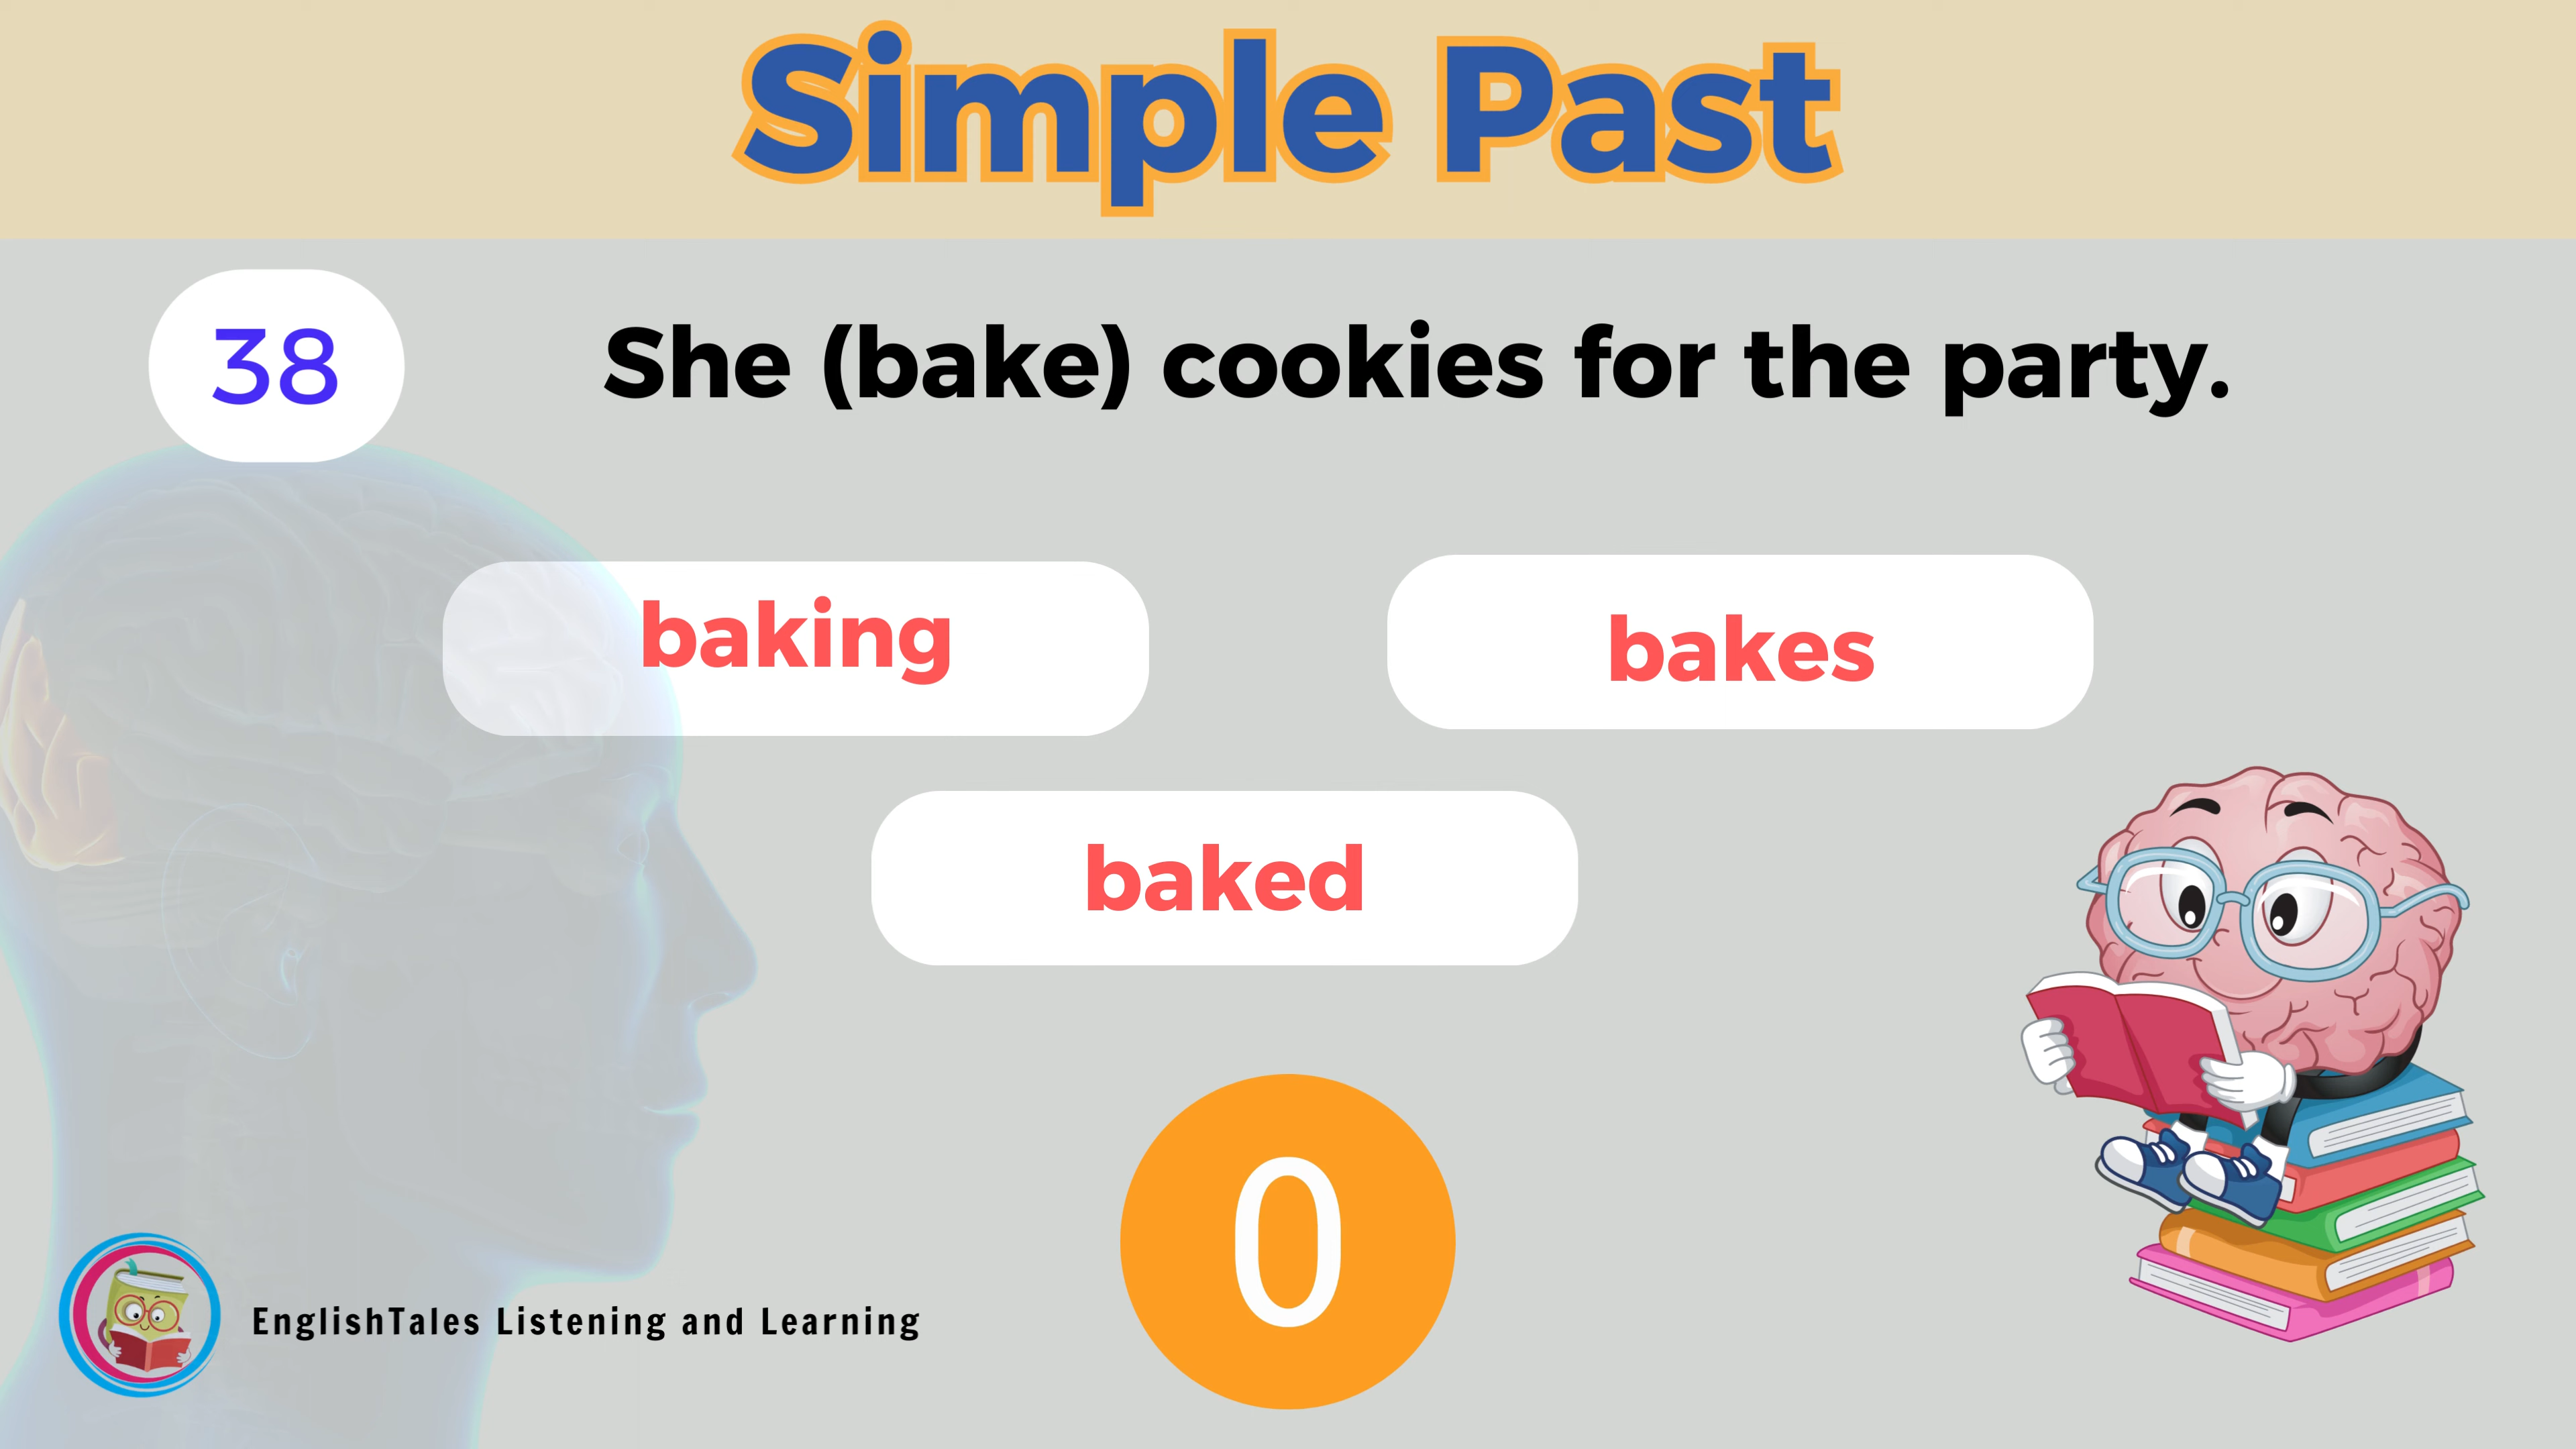 Simple Past
38
She (bake) cookies for the party.
baking
bakes
baked
0
EnglishTales Listening and Learning